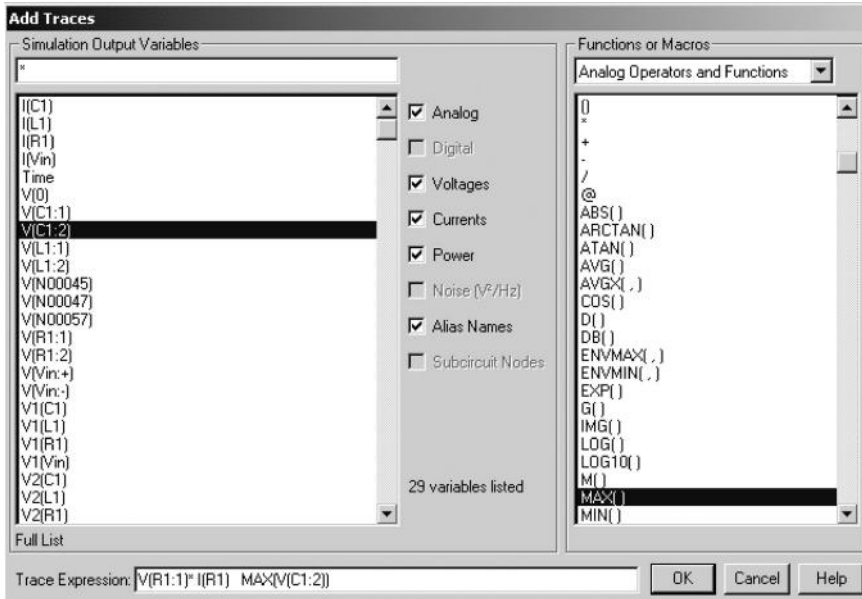 Add Traces
Simulation Output Variables
*
I(C1)
I(L1)
I(R1)
I(Vin)
Time
V(0)
V(C1:1)
V(C1:2)
V(L1:1)
V(L1:2)
V(N00045)
V(N00047)
V(N00057)
V(R1:1)
V(R1:2)
V(Vin:+)
V(Vin:-)
V1(C1)
V1(L1)
V1(R1)
V1(Vin)
V2(C1)
V2(L1)
V2(R1)
Full List
Analog
Digital
Voltages
Currents
Power
Noise (V²/Hz)
Alias Names
Subcircuit Nodes
29 variables listed
Functions or Macros
Analog Operators and Functions
()
*
+
-
/
@
ABS( )
ARCTAN( )
ATAN( )
AVG( )
AVGX( , )
COS( )
D( )
DB( )
ENVMAX( , )
ENVMIN( , )
EXP( )
G( )
IMG( )
LOG( )
LOG10( )
M( )
MAX( )
MIN( )
Trace Expression: V(R1:1)* I(R1)   MAX(V(C1:2))
OK
Cancel
Help